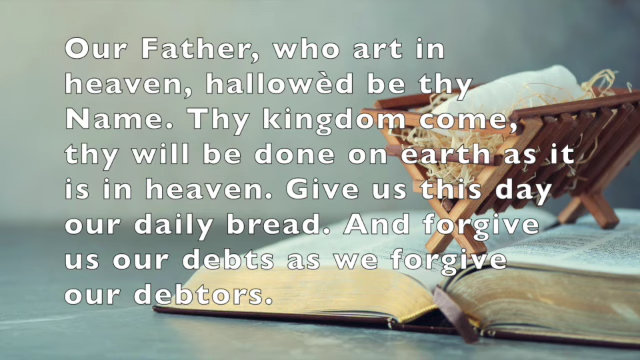 Our Father, who art in
heaven, hallowèd be thy
Name. Thy kingdom come,
thy will be done on earth as it
is in heaven. Give us this day
our daily bread. And forgive
us our debts as we forgive
our debtors.